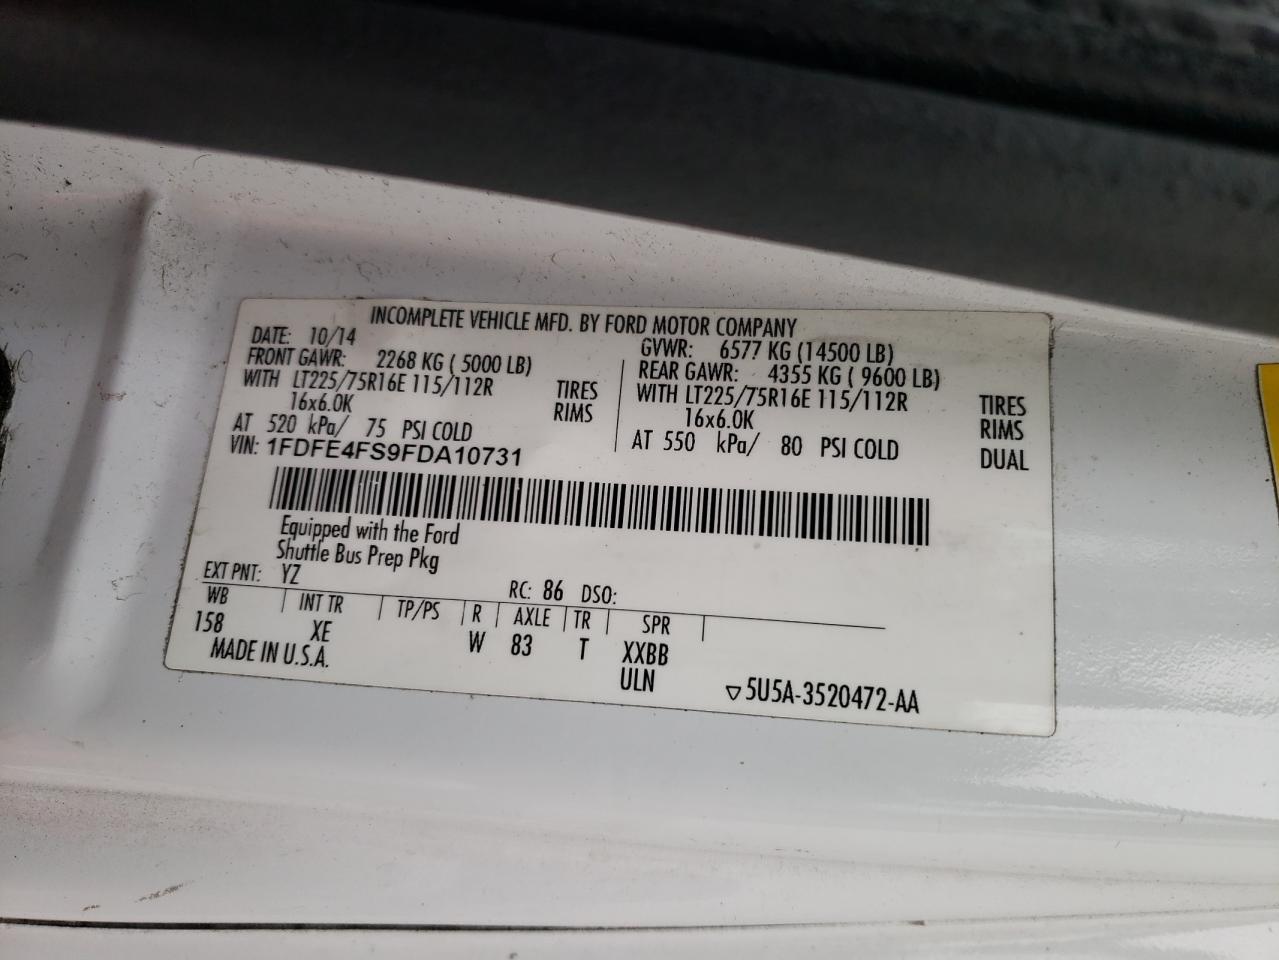 INCOMPLETE VEHICLE MFD. BY FORD MOTOR COMPANY
DATE: 10/14
GVWR: 6577 KG (14500 LB)
FRONT GAWR: 2268 KG ( 5000 LB)
REAR GAWR: 4355 KG ( 9600 LB)
WITH LT225/75R16E 115/112R TIRES
WITH LT225/75R16E 115/112R TIRES
16x6.0K RIMS
16x6.0K RIMS
AT 520 kPa/ 75 PSI COLD
AT 550 kPa/ 80 PSI COLD DUAL
VIN: 1FDFE4FS9FDA10731
Equipped with the Ford
Shuttle Bus Prep Pkg
EXT PNT: YZ RC: 86 DSO:
WB INT TR TP/PS R AXLE TR SPR
158 XE W 83 T XXBB
MADE IN U.S.A. ULN
▽5U5A-3520472-AA